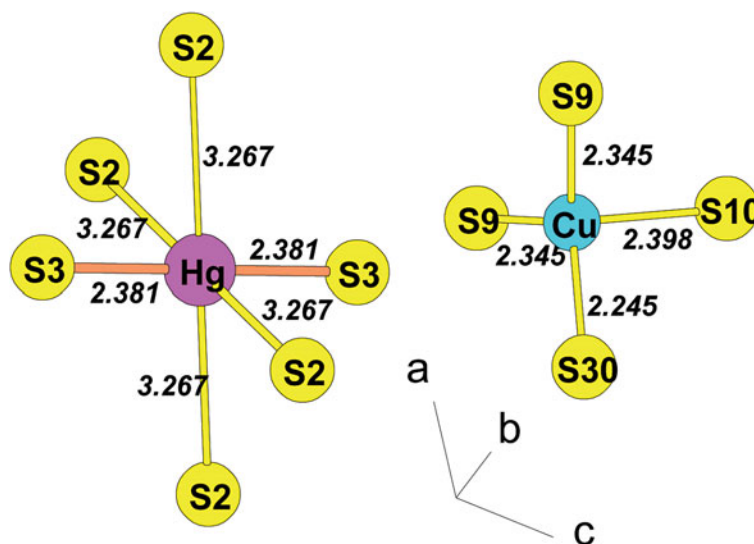 S2
3.267
S2
3.267
S3
2.381
Hg
2.381
S3
3.267
S2
3.267
S2
S9
2.345
S9
2.345
Cu
2.398
S10
2.245
S30
a
b
c